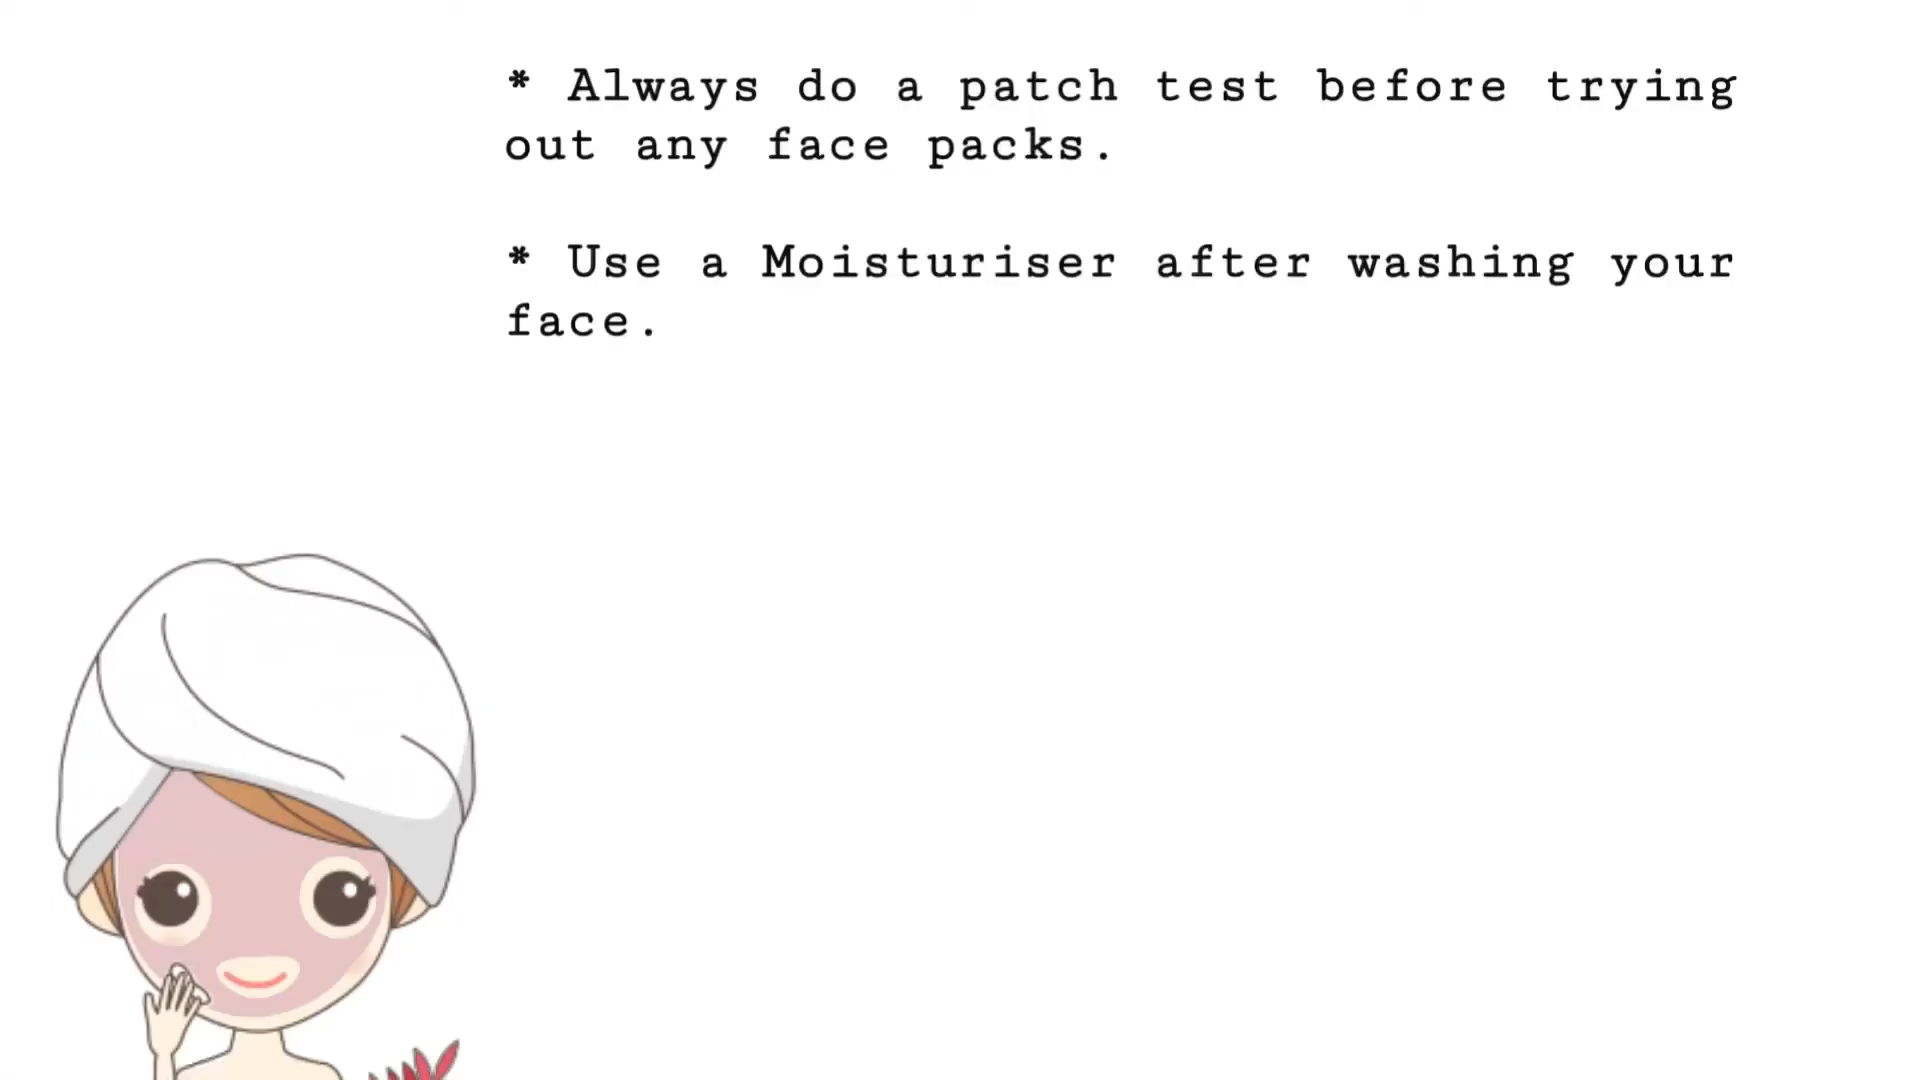 * Always do a patch test before trying
out any face packs.
* Use a Moisturiser after washing your
face.